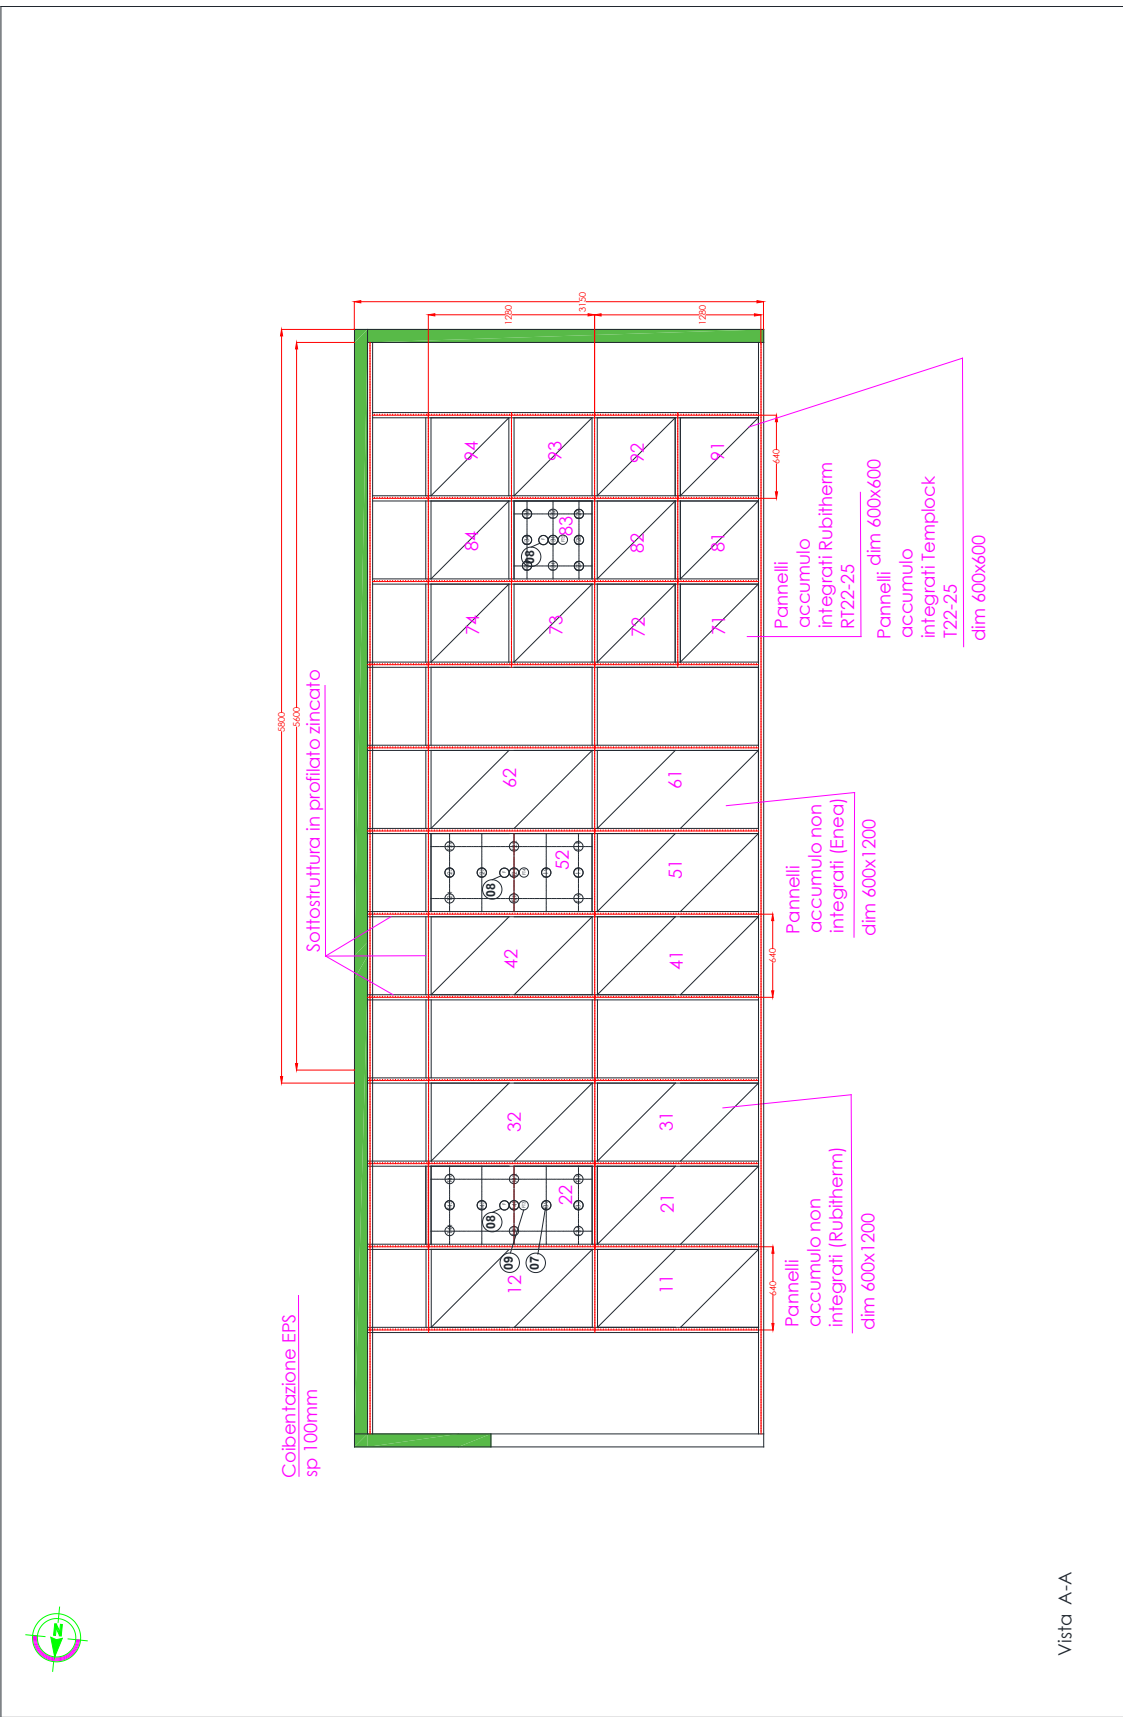 Coibentazione EPS
sp 100mm
Sottostruttura in profilato zincato
5800
5600
3150
1280
1280
12
22
32
42
52
62
74
84
94
73
83
93
72
82
92
11
21
31
41
51
61
71
81
91
08
09
07
08
08
640
640
640
Pannelli
accumulo non
integrati (Rubitherm)
dim 600x1200
Pannelli
accumulo non
integrati (Enea)
dim 600x1200
Pannelli
accumulo
integrati Rubitherm
RT22-25
dim 600x600
Pannelli
accumulo
integrati Templock
T22-25
dim 600x600
N
Vista A-A